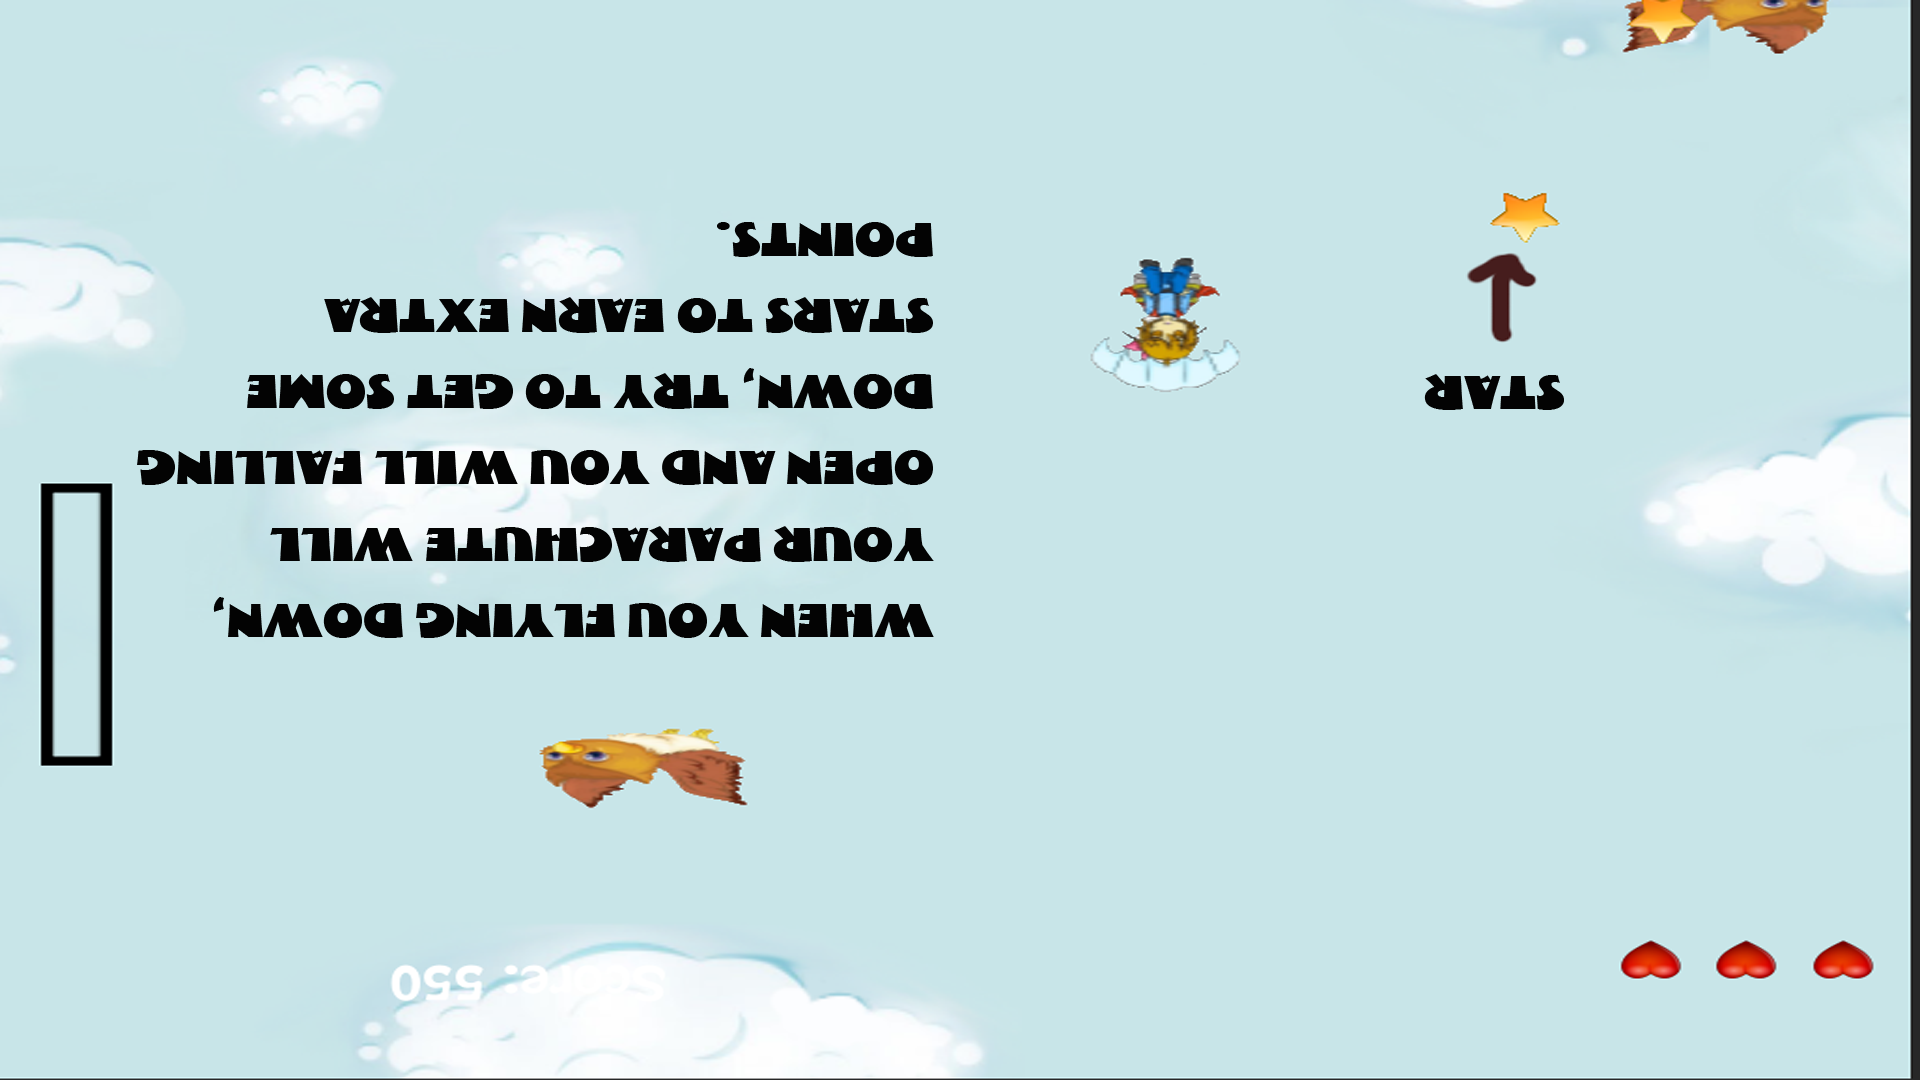 Score: 550
WHEN YOU FLYING DOWN,
YOUR PARACHUTE WILL
OPEN AND YOU WILL FALLING
DOWN, TRY TO GET SOME
STARS TO EARN EXTRA
POINTS.
STAR